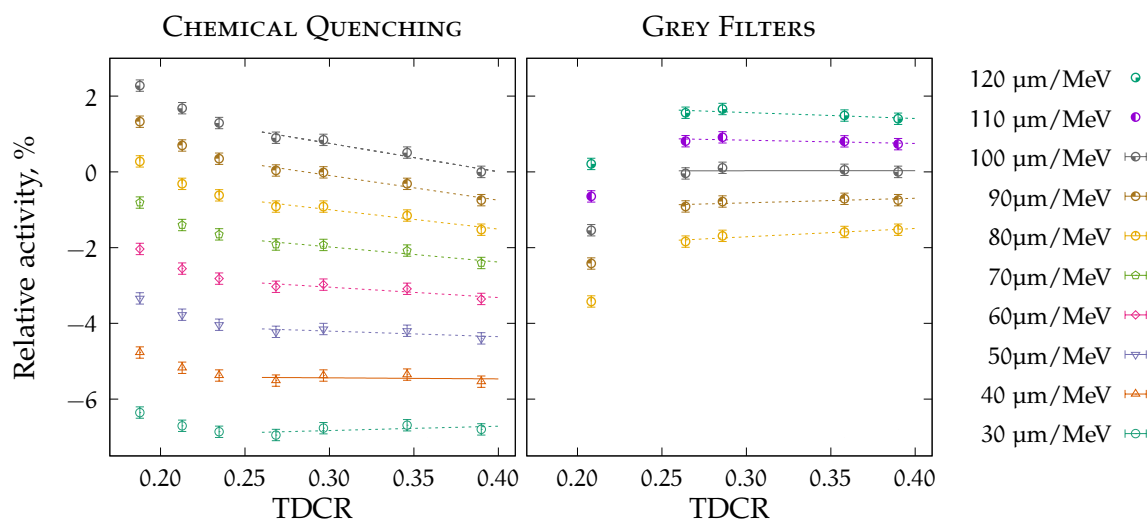 CHEMICAL QUENCHING
GREY FILTERS
Relative activity, %
2
0
−2
−4
−6
0.20 0.25 0.30 0.35 0.40
TDCR
0.20 0.25 0.30 0.35 0.40
TDCR
120 µm/MeV
110 µm/MeV
100 µm/MeV
90µm/MeV
80µm/MeV
70µm/MeV
60µm/MeV
50µm/MeV
40 µm/MeV
30 µm/MeV